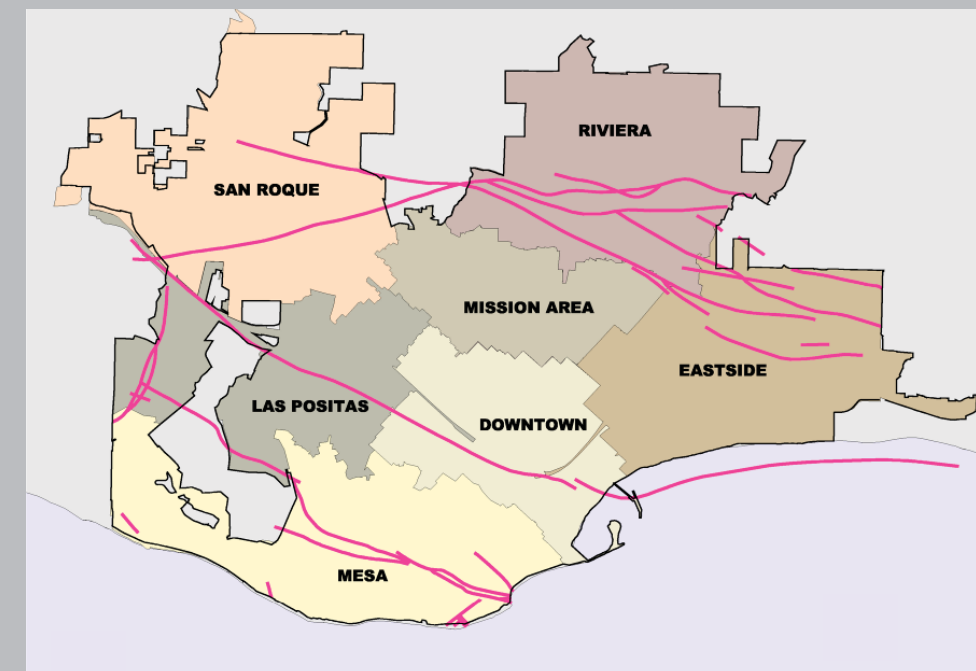 RIVIERA
SAN ROQUE
MISSION AREA
EASTSIDE
LAS POSITAS
DOWNTOWN
MESA